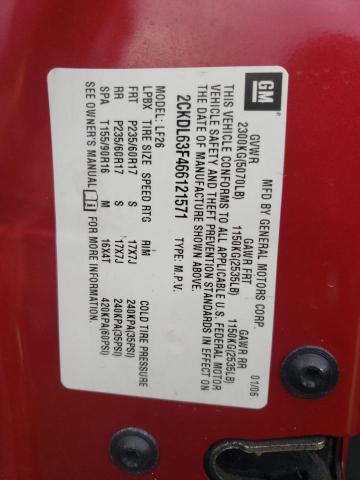 GM
MFD BY GENERAL MOTORS CORP.
01/06
GVWR GAWR FRT GAWR RR
2300KG(5070LB) 1150KG(2535LB) 1150KG(2535LB)
THIS VEHICLE CONFORMS TO ALL APPLICABLE U.S. FEDERAL MOTOR
VEHICLE SAFETY AND THEFT PREVENTION STANDARDS IN EFFECT ON
THE DATE OF MANUFACTURE SHOWN ABOVE.
2CKDL63F466121571 TYPE: M.P.V.
MODEL: LF26
LPBX TIRE SIZE SPEED RTG RIM COLD TIRE PRESSURE
FRT P235/60R17 S 17X7J 240KPA(35PSI)
RR P235/60R17 S 17X7J 240KPA(35PSI)
SPA T155/90R16 M 16X4T 420KPA(60PSI)
SEE OWNER'S MANUAL FOR MORE INFORMATION.